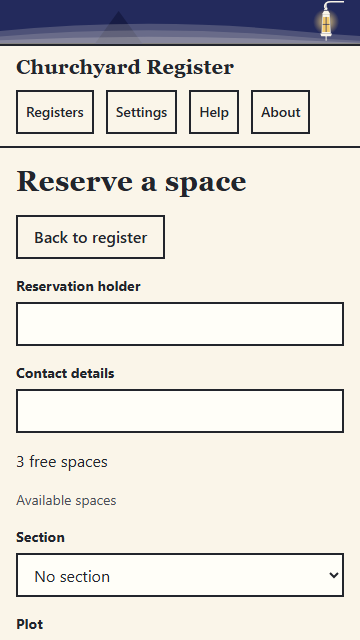 Churchyard Register
Registers Settings Help About
Reserve a space
Back to register
Reservation holder
Contact details
3 free spaces
Available spaces
Section
No section
Plot